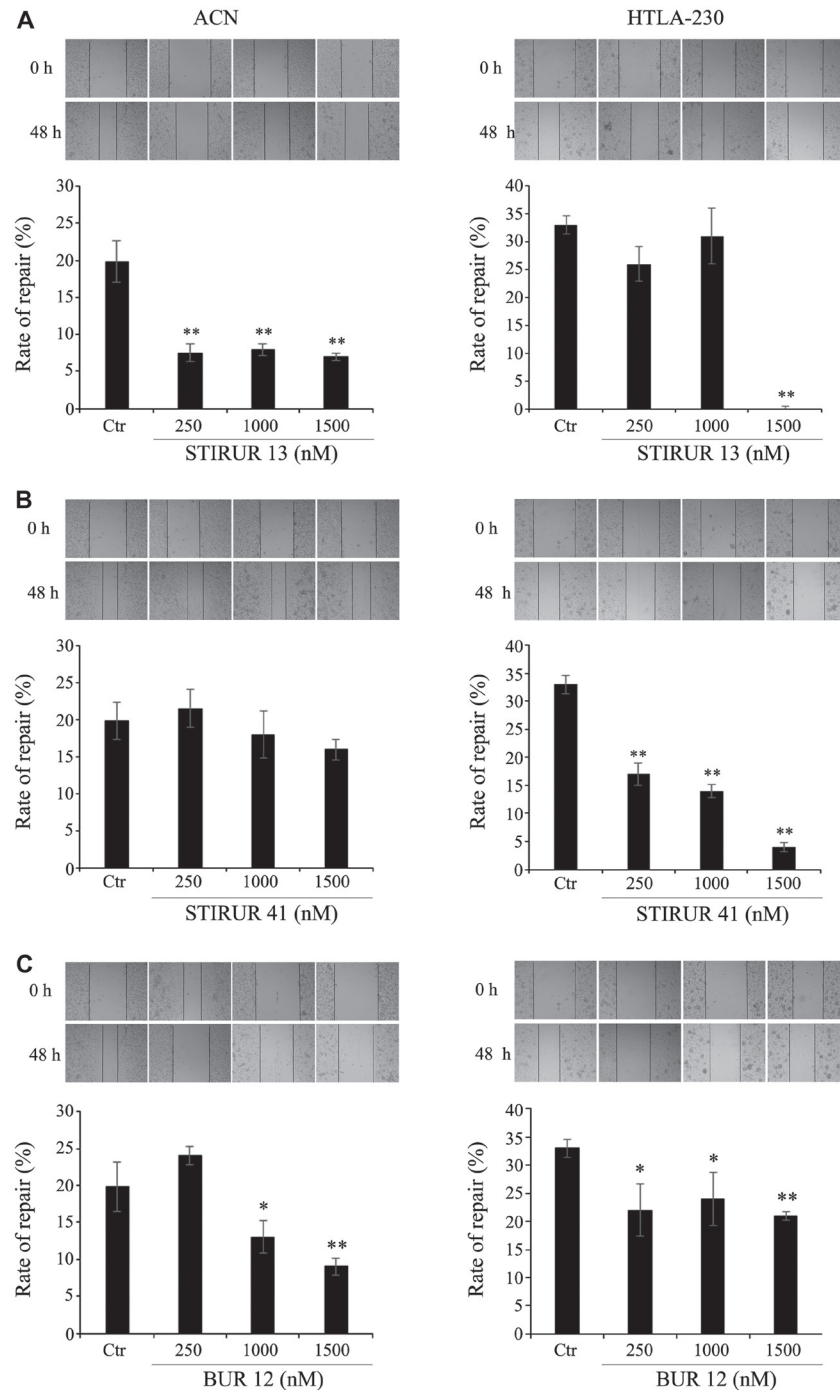 A
ACN
HTLA-230
0 h
48 h
0 h
48 h
Rate of repair (%)
30
25
20
15
10
5
0
**
**
**
Ctr
250
1000
1500
STIRUR 13 (nM)
Rate of repair (%)
40
35
30
25
20
15
10
5
0
**
Ctr
250
1000
1500
STIRUR 13 (nM)
B
0 h
48 h
0 h
48 h
Rate of repair (%)
30
25
20
15
10
5
0
Ctr
250
1000
1500
STIRUR 41 (nM)
Rate of repair (%)
40
35
30
25
20
15
10
5
0
**
**
**
Ctr
250
1000
1500
STIRUR 41 (nM)
C
0 h
48 h
0 h
48 h
Rate of repair (%)
30
25
20
15
10
5
0
*
**
Ctr
250
1000
1500
BUR 12 (nM)
Rate of repair (%)
40
35
30
25
20
15
10
5
0
*
*
**
Ctr
250
1000
1500
BUR 12 (nM)